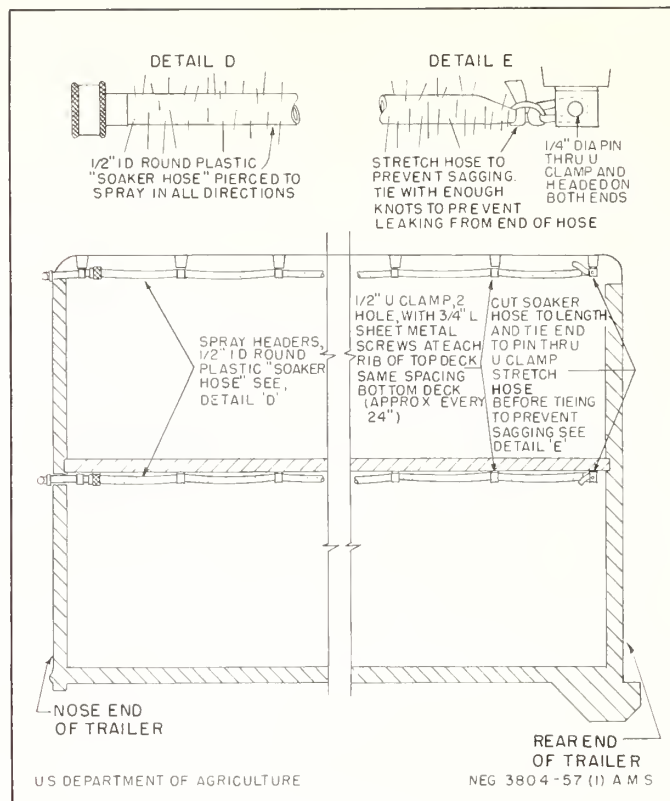 DETAIL D
1/2" ID ROUND PLASTIC
"SOAKER HOSE" PIERCED TO
SPRAY IN ALL DIRECTIONS
DETAIL E
STRETCH HOSE TO
PREVENT SAGGING.
TIE WITH ENOUGH
KNOTS TO PREVENT
LEAKING FROM END OF HOSE
1/4" DIA PIN
THRU U
CLAMP AND
HEADED ON
BOTH ENDS
SPRAY HEADERS,
1/2" ID ROUND
PLASTIC "SOAKER
HOSE" SEE,
DETAIL 'D'
1/2" U CLAMP, 2
HOLE, WITH 3/4" L
SHEET METAL
SCREWS AT EACH
RIB OF TOP DECK
SAME SPACING
BOTTOM DECK
(APPROX EVERY
24")
CUT SOAKER
HOSE TO LENGTH
AND TIE END
TO PIN THRU
U CLAMP
STRETCH
HOSE
BEFORE TIEING
TO PREVENT
SAGGING SEE
DETAIL 'E'
NOSE END
OF TRAILER
REAR END
OF TRAILER
US DEPARTMENT OF AGRICULTURE
NEG 3804-57 (1) A M S